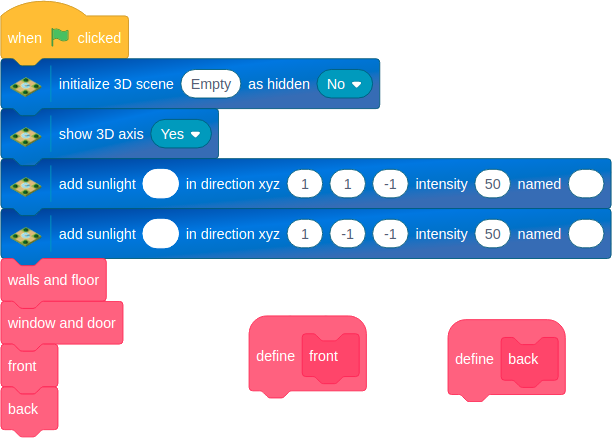 when clicked
initialize 3D scene Empty as hidden No
show 3D axis Yes
add sunlight in direction xyz 1 1 -1 intensity 50 named
add sunlight in direction xyz 1 -1 -1 intensity 50 named
walls and floor
window and door
front
back
define front
define back